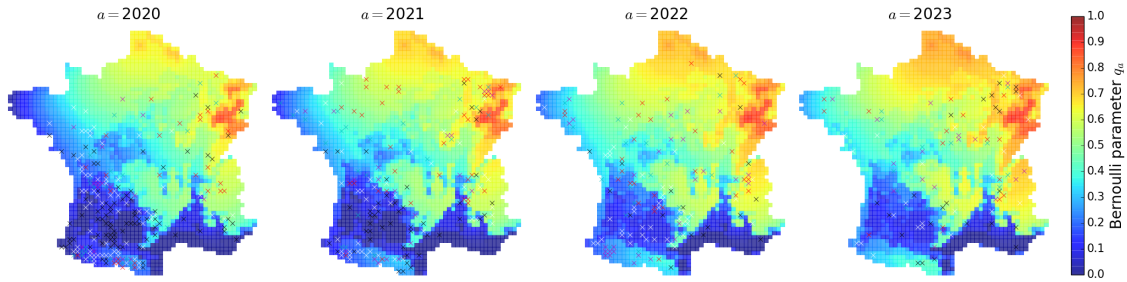 a = 2020
a = 2021
a = 2022
a = 2023
1.0
0.9
0.8
0.7
0.6
0.5
0.4
0.3
0.2
0.1
0.0
Bernoulli parameter qₐ